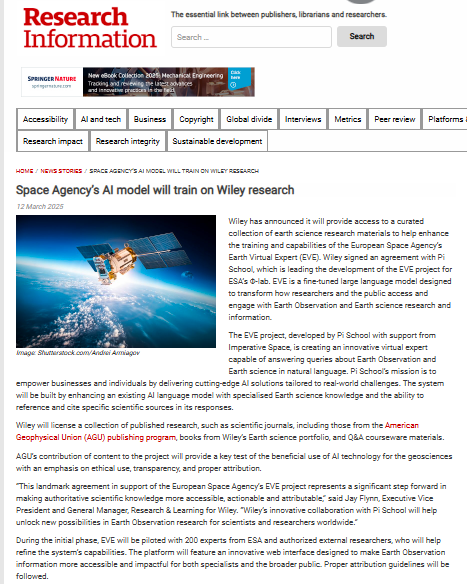 Research
Information
The essential link between publishers, librarians and researchers.
Search ...
Search
SPRINGER NATURE
springernature.com
New eBook Collection 2025: Mechanical Engineering
Tracking and reviewing the latest advances
and innovative practices in the field
Click
here
Accessibility
AI and tech
Business
Copyright
Global divide
Interviews
Metrics
Peer review
Platforms
Research impact
Research integrity
Sustainable development
HOME / NEWS STORIES / SPACE AGENCY'S AI MODEL WILL TRAIN ON WILEY RESEARCH
Space Agency's AI model will train on Wiley research
12 March 2025
Wiley has announced it will provide access to a curated
collection of earth science research materials to help enhance
the training and capabilities of the European Space Agency's
Earth Virtual Expert (EVE). Wiley signed an agreement with Pi
School, which is leading the development of the EVE project for
ESA's Φ-lab. EVE is a fine-tuned large language model designed
to transform how researchers and the public access and
engage with Earth Observation and Earth science research and
information.
Image: Shutterstock.com/Andrei Armiagov
The EVE project, developed by Pi School with support from
Imperative Space, is creating an innovative virtual expert
capable of answering queries about Earth Observation and
Earth science in natural language. Pi School's mission is to
empower businesses and individuals by delivering cutting-edge AI solutions tailored to real-world challenges. The system
will be built by enhancing an existing AI language model with specialised Earth science knowledge and the ability to
reference and cite specific scientific sources in its responses.
Wiley will license a collection of published research, such as scientific journals, including those from the American
Geophysical Union (AGU) publishing program, books from Wiley's Earth science portfolio, and Q&A courseware materials.
AGU's contribution of content to the project will provide a key test of the beneficial use of AI technology for the geosciences
with an emphasis on ethical use, transparency, and proper attribution.
"This landmark agreement in support of the European Space Agency's EVE project represents a significant step forward in
making authoritative scientific knowledge more accessible, actionable and attributable," said Jay Flynn, Executive Vice
President and General Manager, Research & Learning for Wiley. "Wiley's innovative collaboration with Pi School will help
unlock new possibilities in Earth Observation research for scientists and researchers worldwide."
During the initial phase, EVE will be piloted with 200 experts from ESA and authorized external researchers, who will help
refine the system's capabilities. The platform will feature an innovative web interface designed to make Earth Observation
information more accessible and impactful for both specialists and the broader public. Proper attribution guidelines will be
followed.